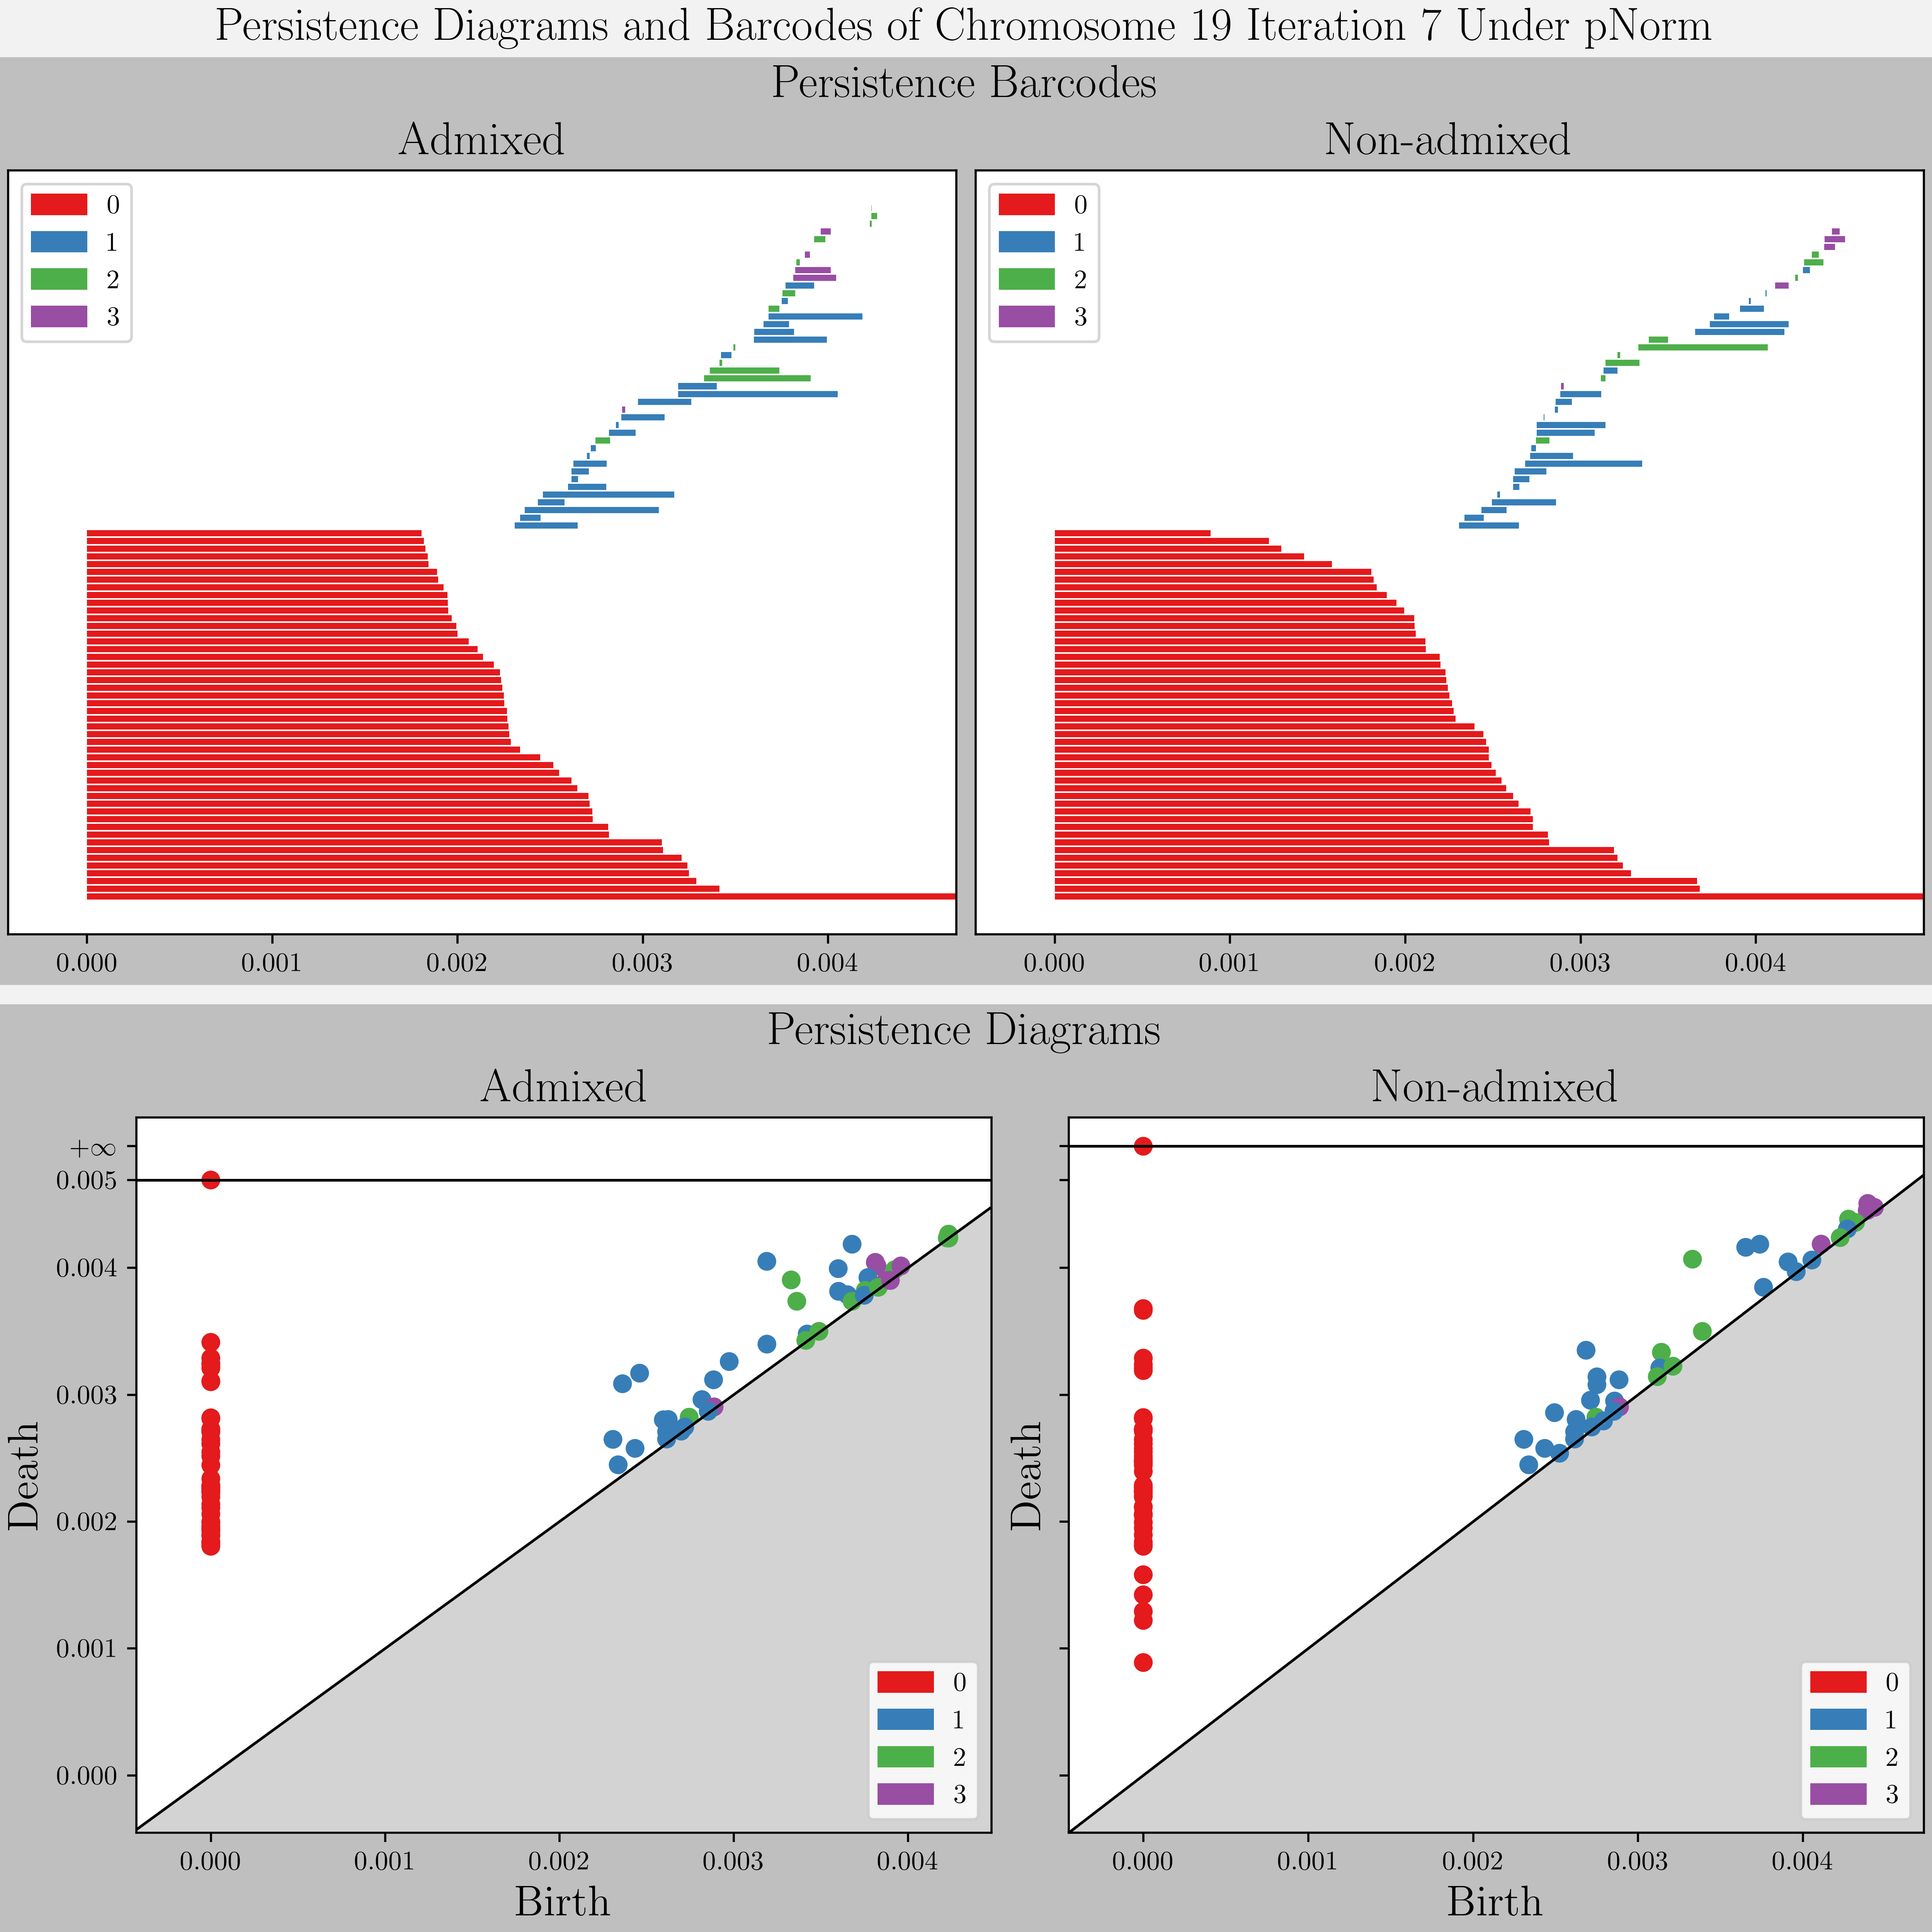 Persistence Diagrams and Barcodes of Chromosome 19 Iteration 7 Under pNorm
Persistence Barcodes
Admixed
0
1
2
3
0.000 0.001 0.002 0.003 0.004
Non-admixed
0
1
2
3
0.000 0.001 0.002 0.003 0.004
Persistence Diagrams
Admixed
+∞
0.005
0.004
0.003
0.002
0.001
0.000
Death
0
1
2
3
0.000 0.001 0.002 0.003 0.004
Birth
Non-admixed
Death
0
1
2
3
0.000 0.001 0.002 0.003 0.004
Birth